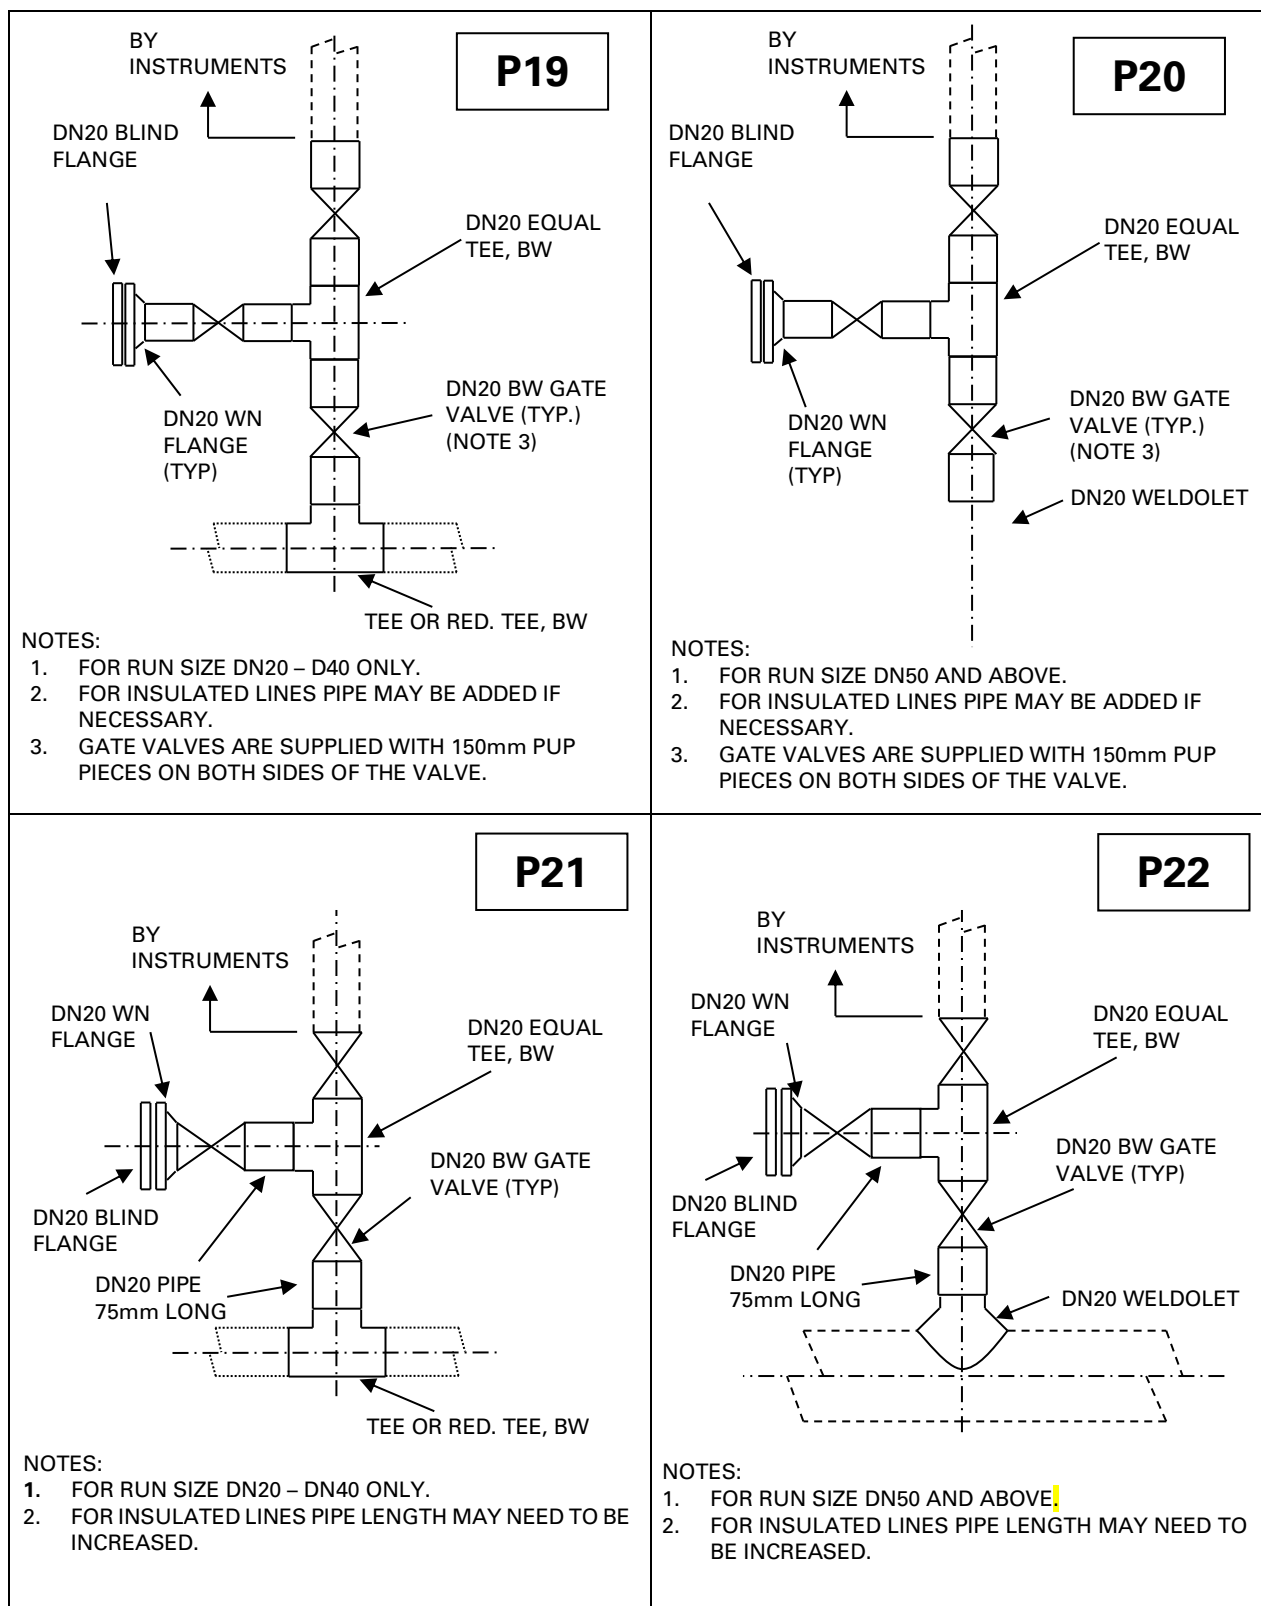 P19
BY
INSTRUMENTS
DN20 BLIND
FLANGE
DN20 EQUAL
TEE, BW
DN20 WN
FLANGE
(TYP)
DN20 BW GATE
VALVE (TYP.)
(NOTE 3)
TEE OR RED. TEE, BW
NOTES:
1. FOR RUN SIZE DN20 – D40 ONLY.
2. FOR INSULATED LINES PIPE MAY BE ADDED IF
NECESSARY.
3. GATE VALVES ARE SUPPLIED WITH 150mm PUP
PIECES ON BOTH SIDES OF THE VALVE.
P20
BY
INSTRUMENTS
DN20 BLIND
FLANGE
DN20 EQUAL
TEE, BW
DN20 WN
FLANGE
(TYP)
DN20 BW GATE
VALVE (TYP.)
(NOTE 3)
DN20 WELDOLET
NOTES:
1. FOR RUN SIZE DN50 AND ABOVE.
2. FOR INSULATED LINES PIPE MAY BE ADDED IF
NECESSARY.
3. GATE VALVES ARE SUPPLIED WITH 150mm PUP
PIECES ON BOTH SIDES OF THE VALVE.
P21
BY
INSTRUMENTS
DN20 WN
FLANGE
DN20 EQUAL
TEE, BW
DN20 BW GATE
VALVE (TYP)
DN20 BLIND
FLANGE
DN20 PIPE
75mm LONG
TEE OR RED. TEE, BW
NOTES:
1. FOR RUN SIZE DN20 – DN40 ONLY.
2. FOR INSULATED LINES PIPE LENGTH MAY NEED TO BE
INCREASED.
P22
BY
INSTRUMENTS
DN20 WN
FLANGE
DN20 EQUAL
TEE, BW
DN20 BW GATE
VALVE (TYP)
DN20 BLIND
FLANGE
DN20 PIPE
75mm LONG
DN20 WELDOLET
NOTES:
1. FOR RUN SIZE DN50 AND ABOVE.
2. FOR INSULATED LINES PIPE LENGTH MAY NEED TO
BE INCREASED.